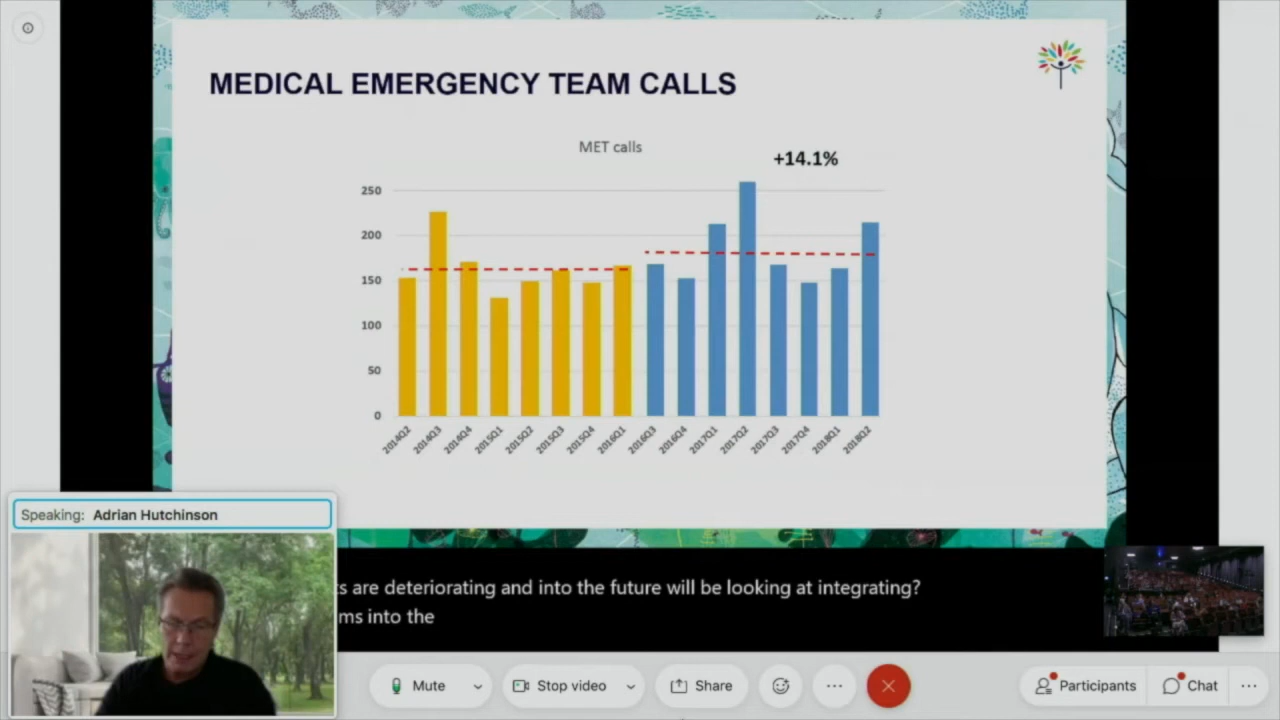 MEDICAL EMERGENCY TEAM CALLS
MET calls
+14.1%
250
200
150
100
50
0
2014Q2
2014Q3
2014Q4
2015Q1
2015Q2
2015Q3
2015Q4
2016Q1
2016Q3
2016Q4
2017Q1
2017Q2
2017Q3
2017Q4
2018Q1
2018Q2
Speaking: Adrian Hutchinson
are deteriorating and into the future will be looking at integrating?
into the
Mute
Stop video
Share
Participants
Chat